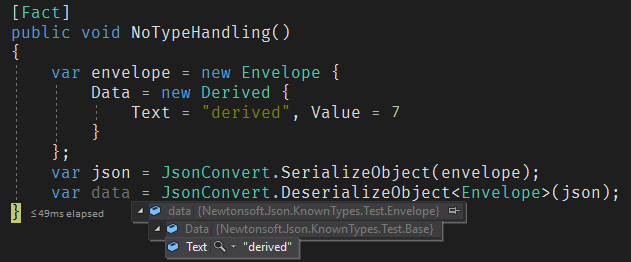 [Fact]
public void NoTypeHandling()
{
var envelope = new Envelope {
Data = new Derived {
Text = "derived", Value = 7
}
};
var json = JsonConvert.SerializeObject(envelope);
var data = JsonConvert.DeserializeObject<Envelope>(json);
} ≤49ms elapsed
data {Newtonsoft.Json.KnownTypes.Test.Envelope}
Data {Newtonsoft.Json.KnownTypes.Test.Base}
Text "derived"